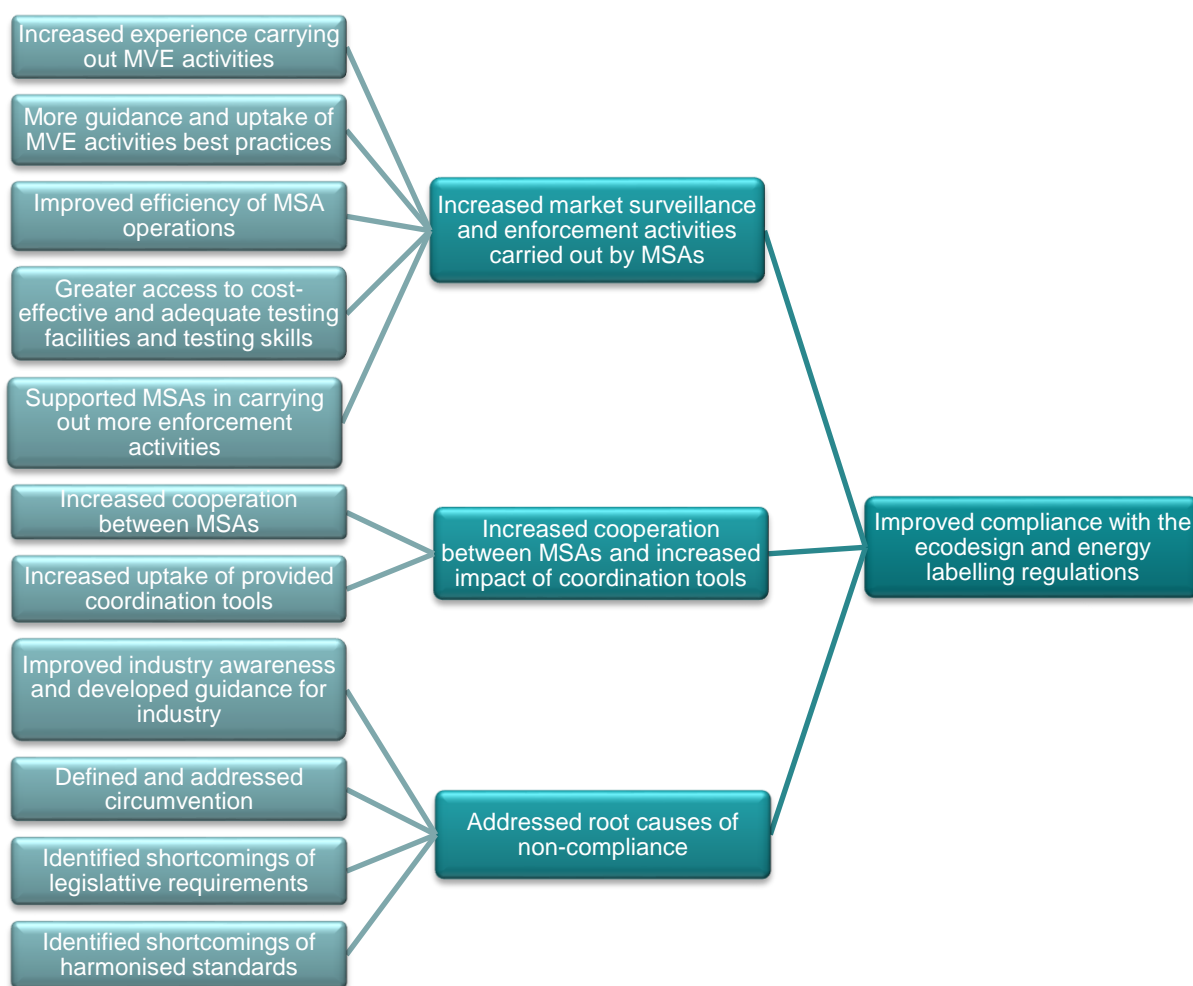 Increased experience carrying
out MVE activities
More guidance and uptake of
MVE activities best practices
Improved efficiency of MSA
operations
Greater access to cost-
effective and adequate testing
facilities and testing skills
Supported MSAs in carrying
out more enforcement
activities
Increased cooperation
between MSAs
Increased uptake of provided
coordination tools
Improved industry awareness
and developed guidance for
industry
Defined and addressed
circumvention
Identified shortcomings of
legislattive requirements
Identified shortcomings of
harmonised standards
Increased market surveillance
and enforcement activities
carried out by MSAs
Increased cooperation
between MSAs and increased
impact of coordination tools
Addressed root causes of
non-compliance
Improved compliance with the
ecodesign and energy
labelling regulations